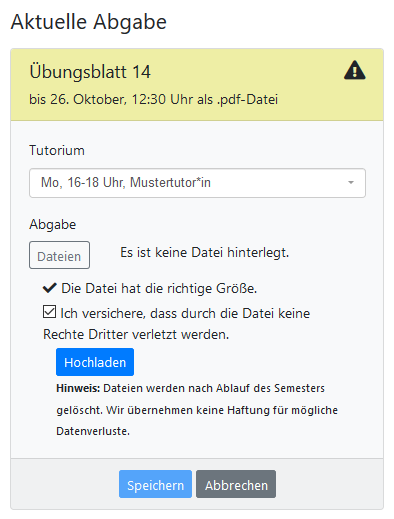 Aktuelle Abgabe
Übungsblatt 14
bis 26. Oktober, 12:30 Uhr als .pdf-Datei
Tutorium
Mo, 16-18 Uhr, Mustertutor*in
Abgabe
Dateien
Es ist keine Datei hinterlegt.
Die Datei hat die richtige Größe.
Ich versichere, dass durch die Datei keine
Rechte Dritter verletzt werden.
Hochladen
Hinweis: Dateien werden nach Ablauf des Semesters
gelöscht. Wir übernehmen keine Haftung für mögliche
Datenverluste.
Speichern
Abbrechen